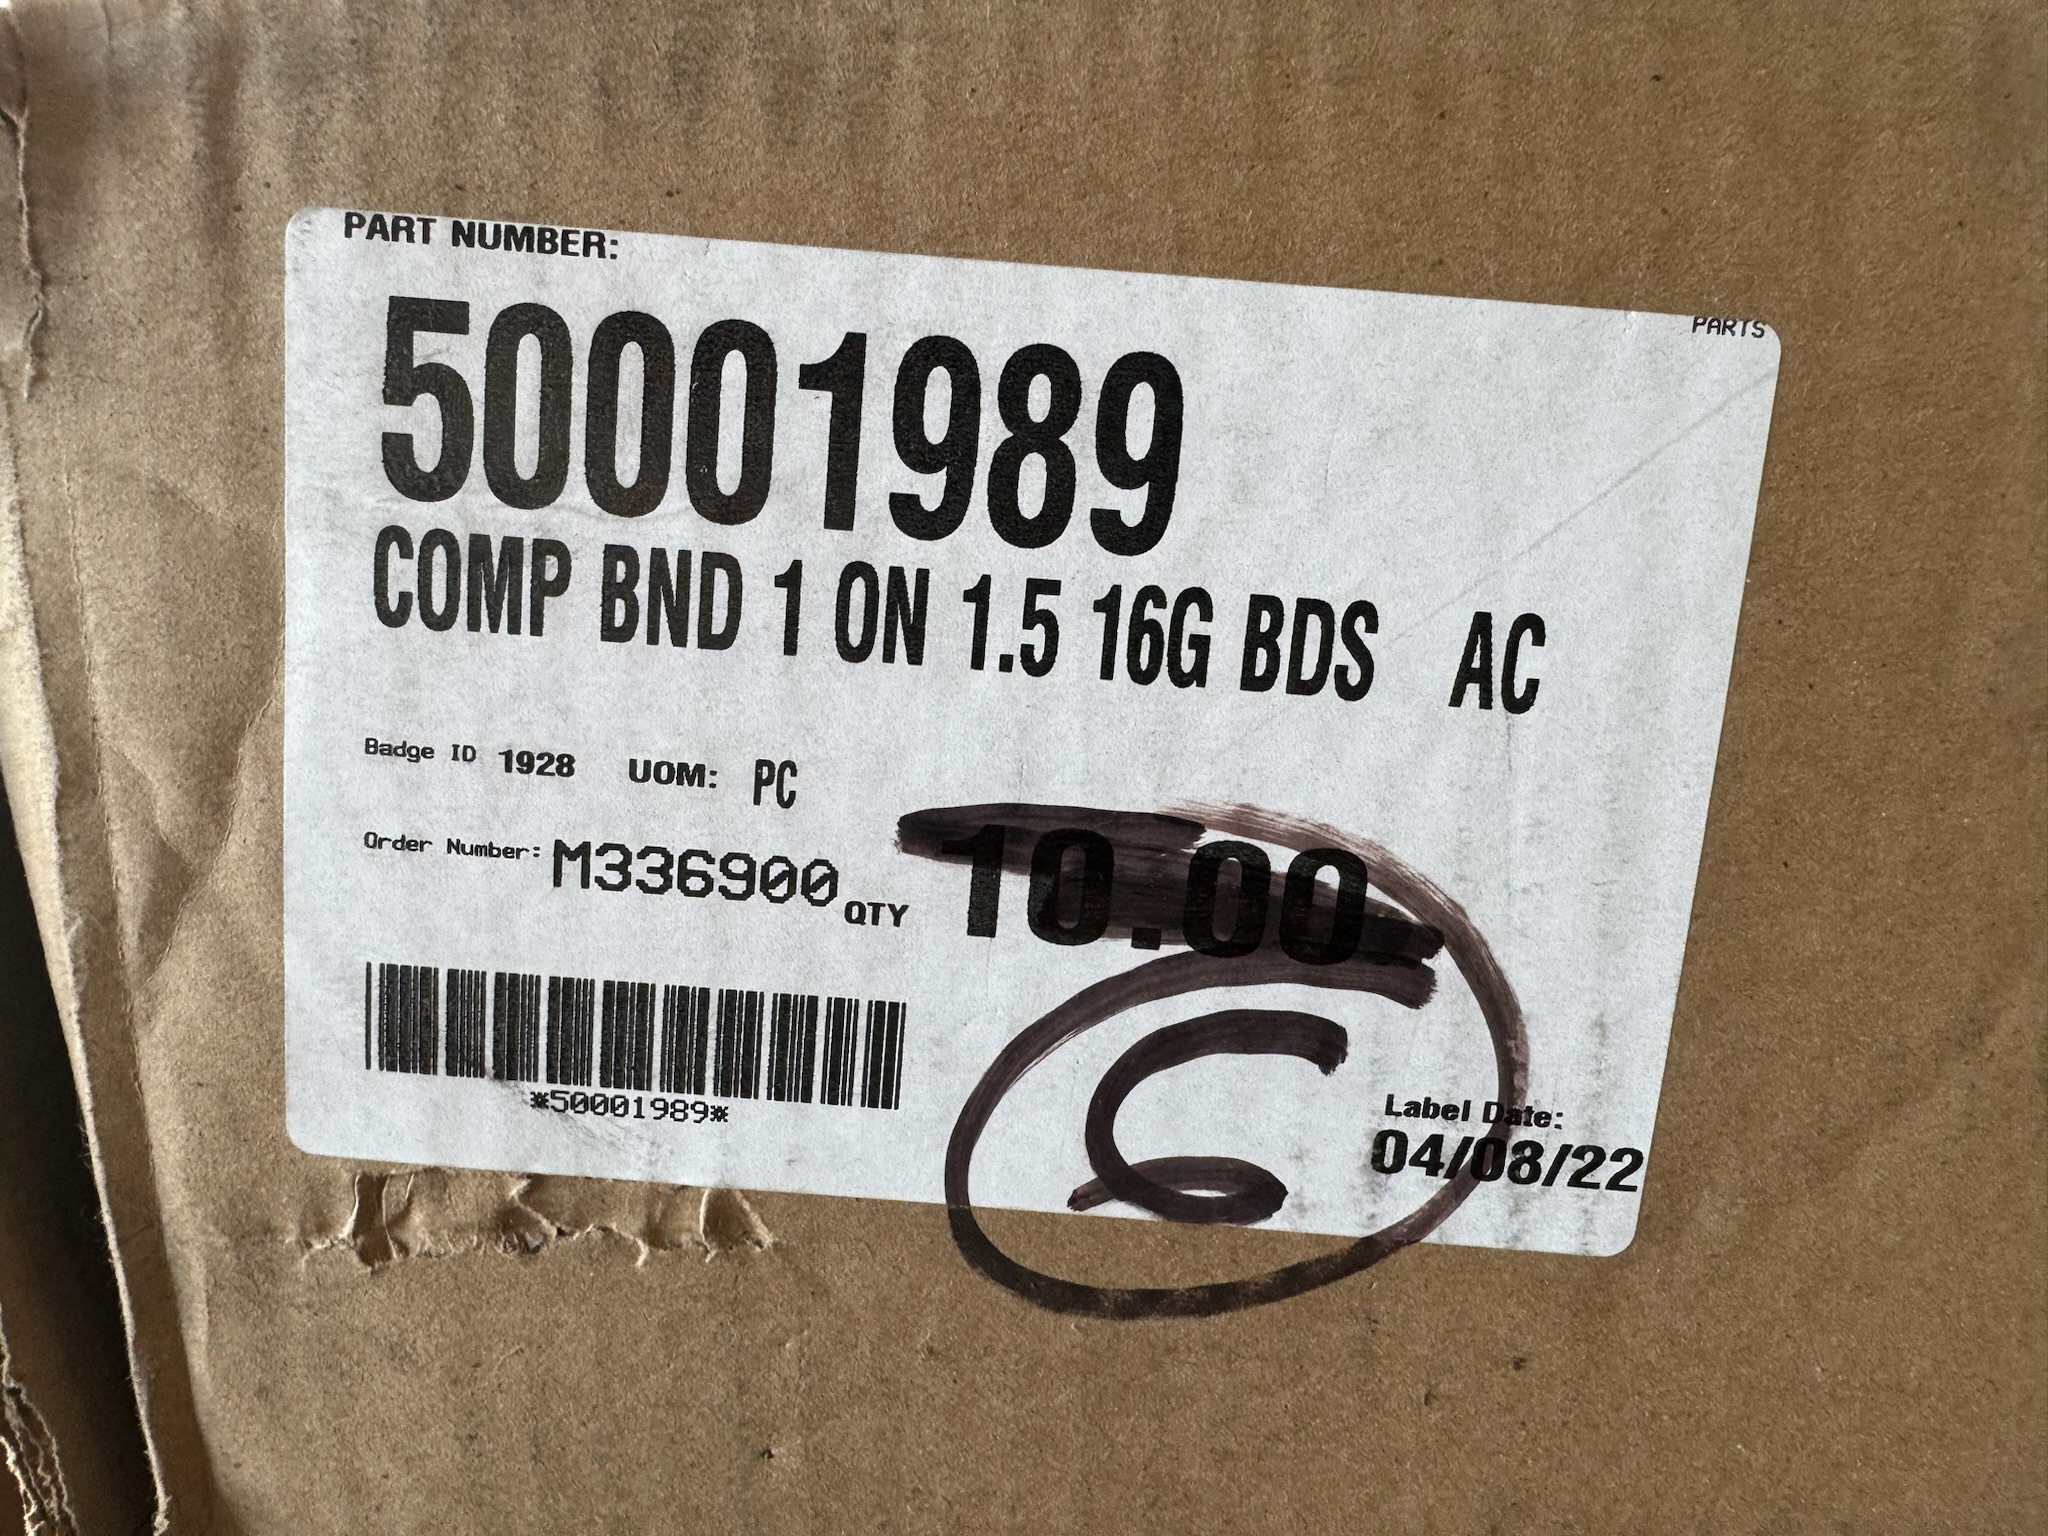 PART NUMBER:
PARTS
50001989
COMP BND 1 ON 1.5 16G BDS AC
Badge ID 1928 UOM: PC
Order Number: M336900 QTY 10.00
6
*50001989*
Label Date:
04/08/22